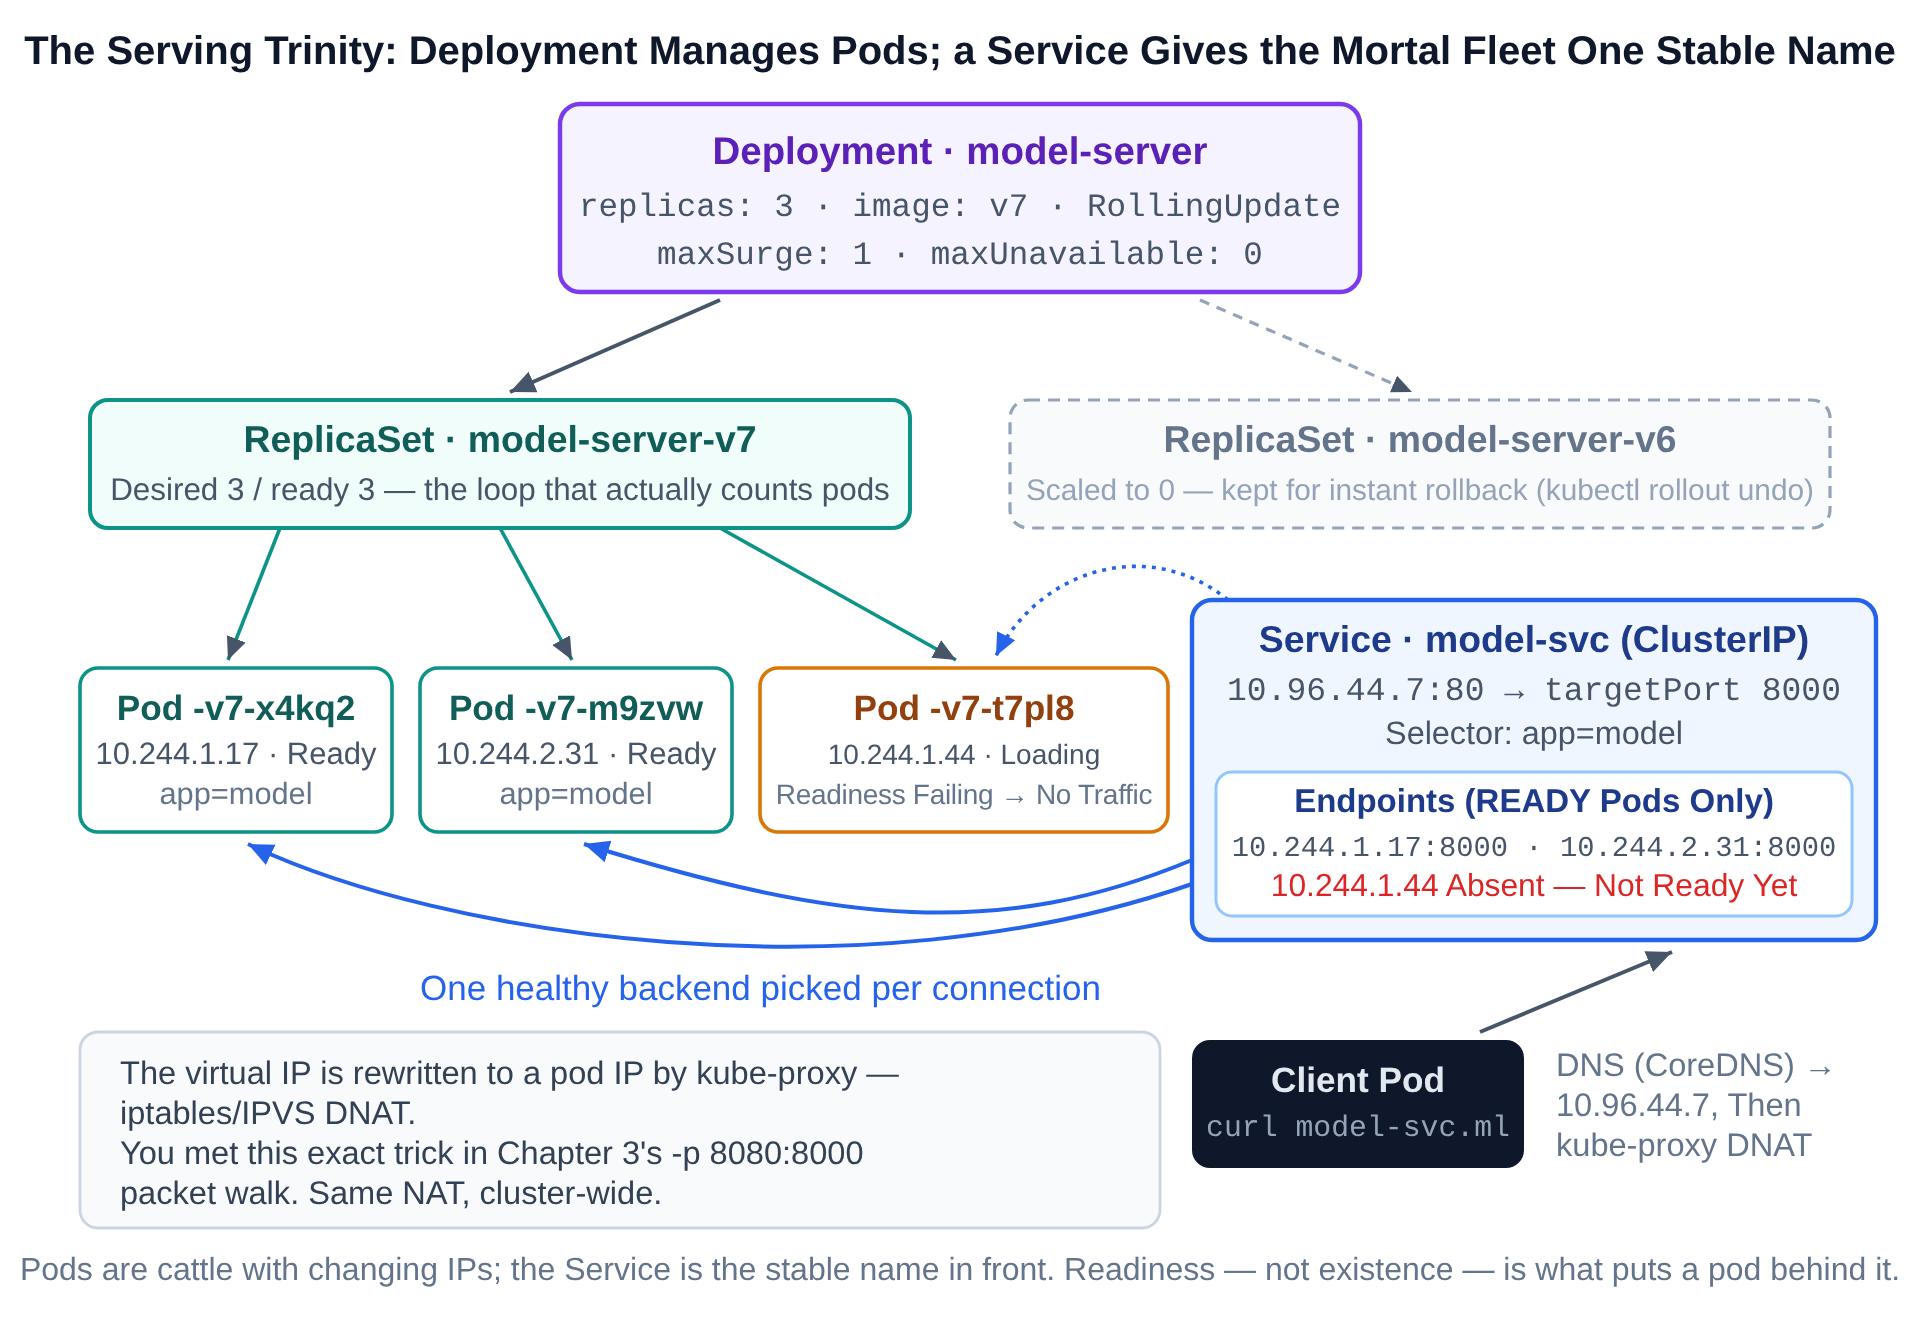 The Serving Trinity: Deployment Manages Pods; a Service Gives the Mortal Fleet One Stable Name
Deployment · model-server
replicas: 3 · image: v7 · RollingUpdate
maxSurge: 1 · maxUnavailable: 0
ReplicaSet · model-server-v7
Desired 3 / ready 3 — the loop that actually counts pods
ReplicaSet · model-server-v6
Scaled to 0 — kept for instant rollback (kubectl rollout undo)
Pod -v7-x4kq2
10.244.1.17 · Ready
app=model
Pod -v7-m9zvw
10.244.2.31 · Ready
app=model
Pod -v7-t7pl8
10.244.1.44 · Loading
Readiness Failing → No Traffic
Service · model-svc (ClusterIP)
10.96.44.7:80 → targetPort 8000
Selector: app=model
Endpoints (READY Pods Only)
10.244.1.17:8000 · 10.244.2.31:8000
10.244.1.44 Absent — Not Ready Yet
One healthy backend picked per connection
The virtual IP is rewritten to a pod IP by kube-proxy —
iptables/IPVS DNAT.
You met this exact trick in Chapter 3's -p 8080:8000
packet walk. Same NAT, cluster-wide.
Client Pod
curl model-svc.ml
DNS (CoreDNS) →
10.96.44.7, Then
kube-proxy DNAT
Pods are cattle with changing IPs; the Service is the stable name in front. Readiness — not existence — is what puts a pod behind it.